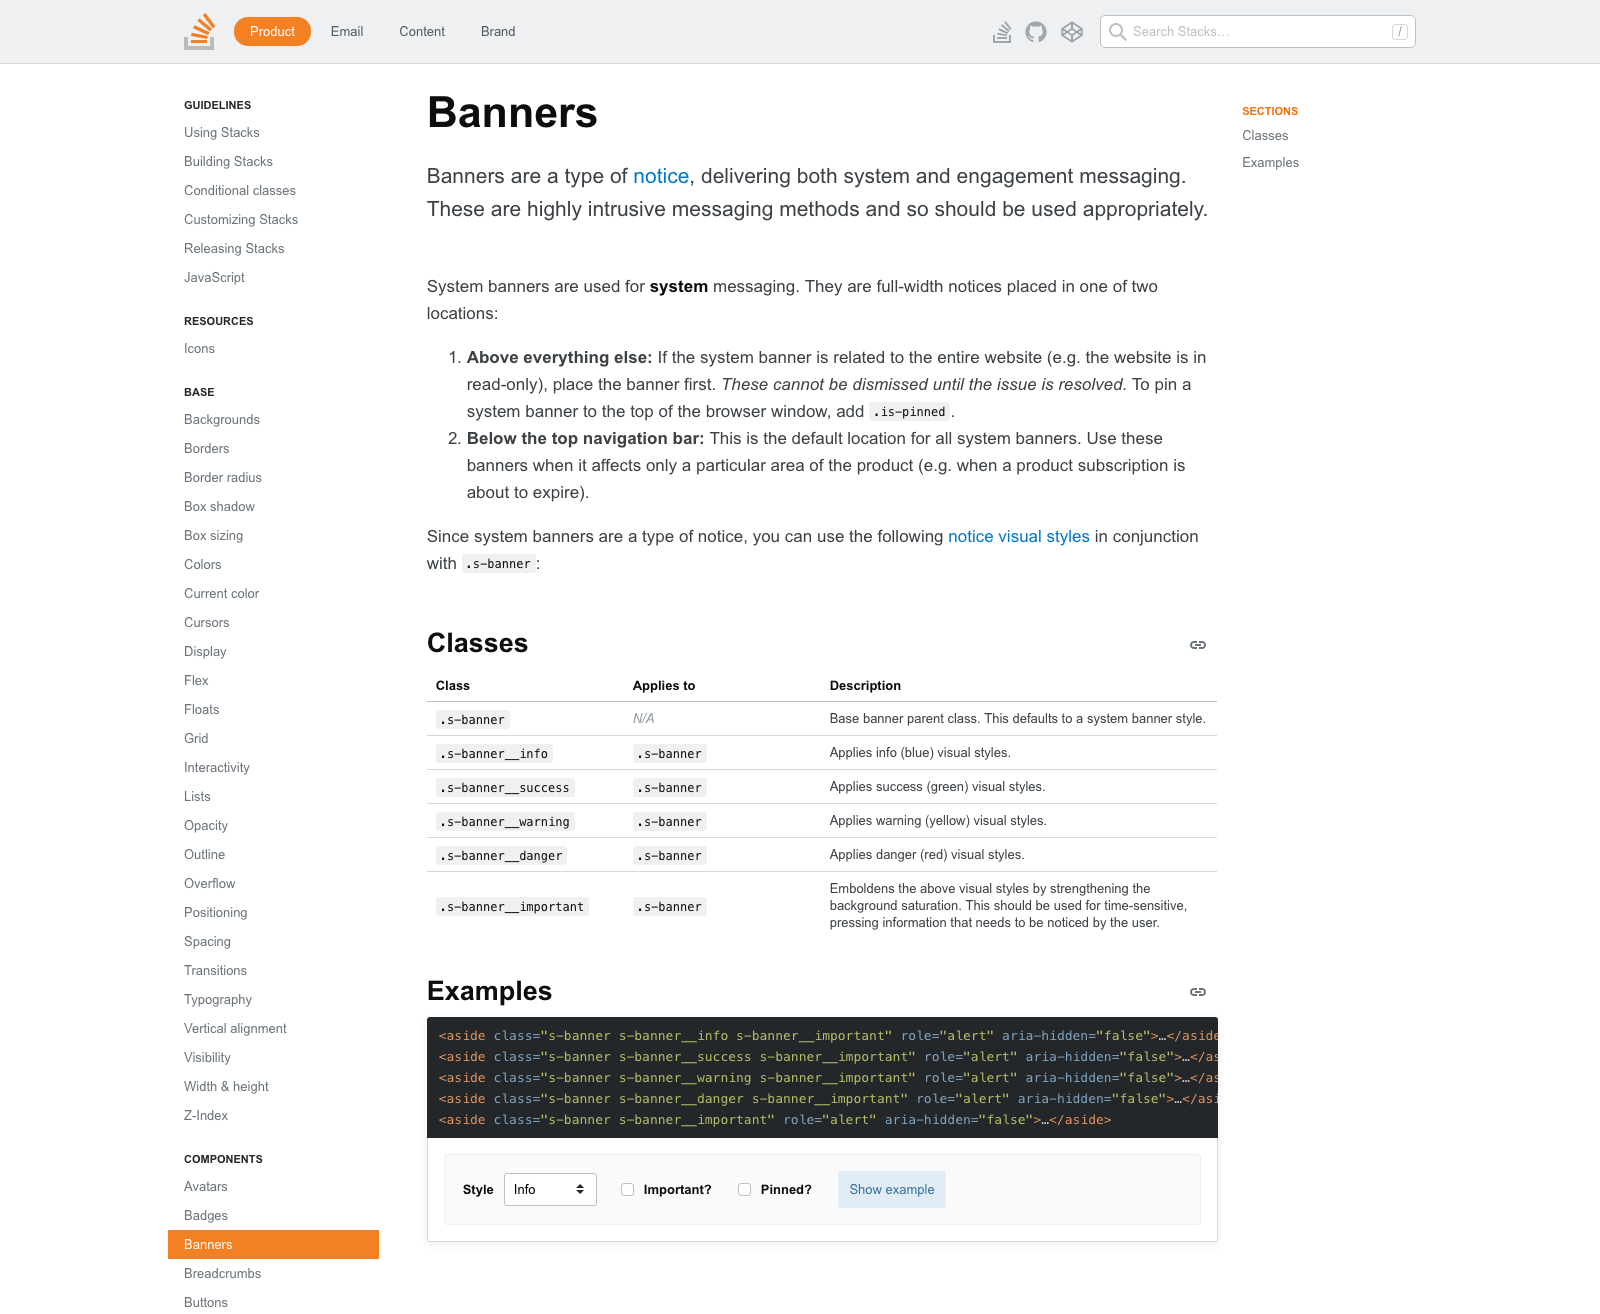 Product
Email
Content
Brand
Search Stacks...
/
GUIDELINES
Using Stacks
Building Stacks
Conditional classes
Customizing Stacks
Releasing Stacks
JavaScript
RESOURCES
Icons
BASE
Backgrounds
Borders
Border radius
Box shadow
Box sizing
Colors
Current color
Cursors
Display
Flex
Floats
Grid
Interactivity
Lists
Opacity
Outline
Overflow
Positioning
Spacing
Transitions
Typography
Vertical alignment
Visibility
Width & height
Z-Index
COMPONENTS
Avatars
Badges
Banners
Breadcrumbs
Buttons
Banners
Banners are a type of notice, delivering both system and engagement messaging.
These are highly intrusive messaging methods and so should be used appropriately.
System banners are used for system messaging. They are full-width notices placed in one of two
locations:
1. Above everything else: If the system banner is related to the entire website (e.g. the website is in
read-only), place the banner first. These cannot be dismissed until the issue is resolved. To pin a
system banner to the top of the browser window, add .is-pinned.
2. Below the top navigation bar: This is the default location for all system banners. Use these
banners when it affects only a particular area of the product (e.g. when a product subscription is
about to expire).
Since system banners are a type of notice, you can use the following notice visual styles in conjunction
with .s-banner:
Classes
Class Applies to Description
.s-banner N/A Base banner parent class. This defaults to a system banner style.
.s-banner__info .s-banner Applies info (blue) visual styles.
.s-banner__success .s-banner Applies success (green) visual styles.
.s-banner__warning .s-banner Applies warning (yellow) visual styles.
.s-banner__danger .s-banner Applies danger (red) visual styles.
.s-banner__important .s-banner Emboldens the above visual styles by strengthening the
background saturation. This should be used for time-sensitive,
pressing information that needs to be noticed by the user.
Examples
<aside class="s-banner s-banner__info s-banner__important" role="alert" aria-hidden="false">…</aside
<aside class="s-banner s-banner__success s-banner__important" role="alert" aria-hidden="false">…</as
<aside class="s-banner s-banner__warning s-banner__important" role="alert" aria-hidden="false">…</as
<aside class="s-banner s-banner__danger s-banner__important" role="alert" aria-hidden="false">…</asi
<aside class="s-banner s-banner__important" role="alert" aria-hidden="false">…</aside>
Style Info Important? Pinned? Show example
SECTIONS
Classes
Examples